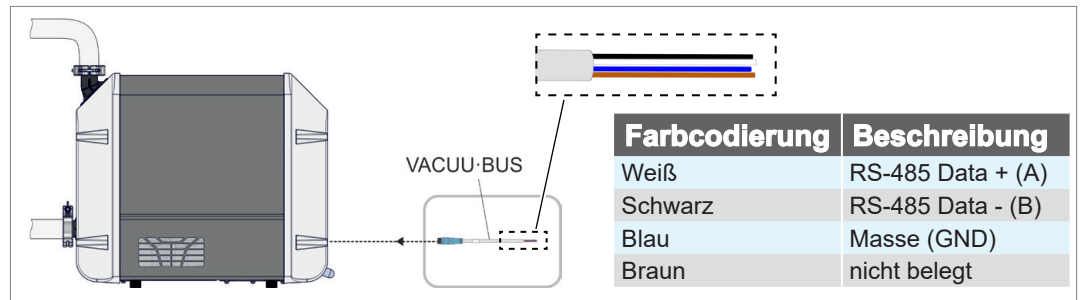 VACUU·BUS
Farbcodierung Beschreibung
Weiß RS-485 Data + (A)
Schwarz RS-485 Data - (B)
Blau Masse (GND)
Braun nicht belegt